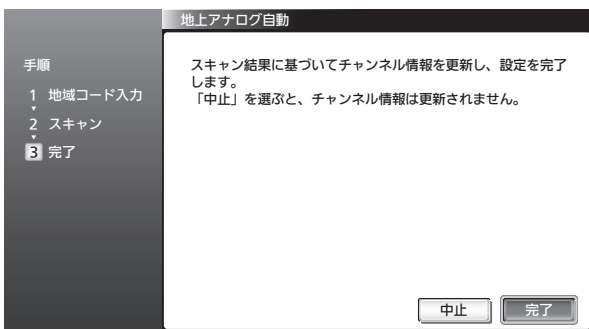 地上アナログ自動
手順
1 地域コード入力
2 スキャン
3 完了
スキャン結果に基づいてチャンネル情報を更新し、設定を完了
します。
「中止」を選ぶと、チャンネル情報は更新されません。
中止
完了